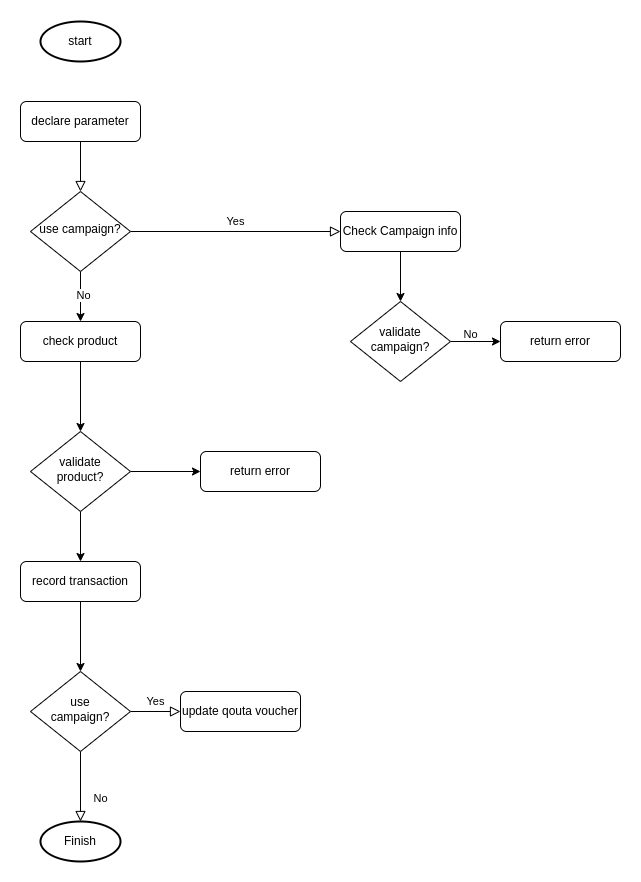 start
declare parameter
use campaign?
Yes
Check Campaign info
No
check product
validate
campaign?
No
return error
validate
product?
return error
record transaction
use
campaign?
Yes
update qouta voucher
No
Finish